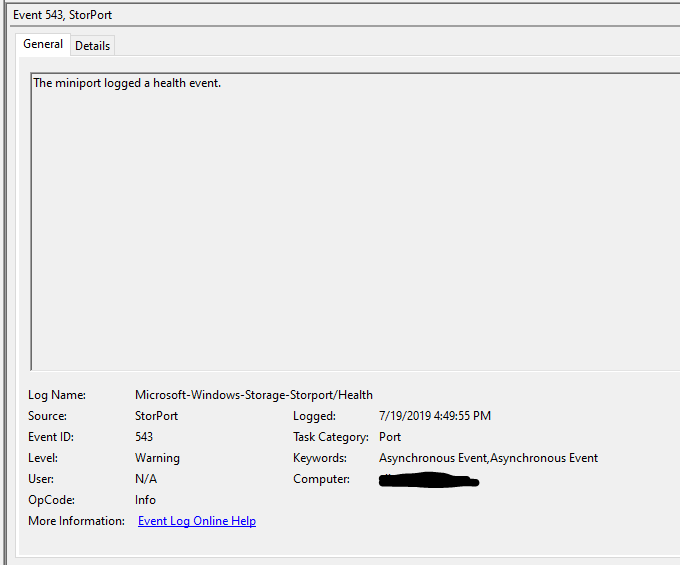 Event 543, StorPort
General Details
The miniport logged a health event.
Log Name: Microsoft-Windows-Storage-Storport/Health
Source: StorPort Logged: 7/19/2019 4:49:55 PM
Event ID: 543 Task Category: Port
Level: Warning Keywords: Asynchronous Event,Asynchronous Event
User: N/A Computer:
OpCode: Info
More Information: Event Log Online Help